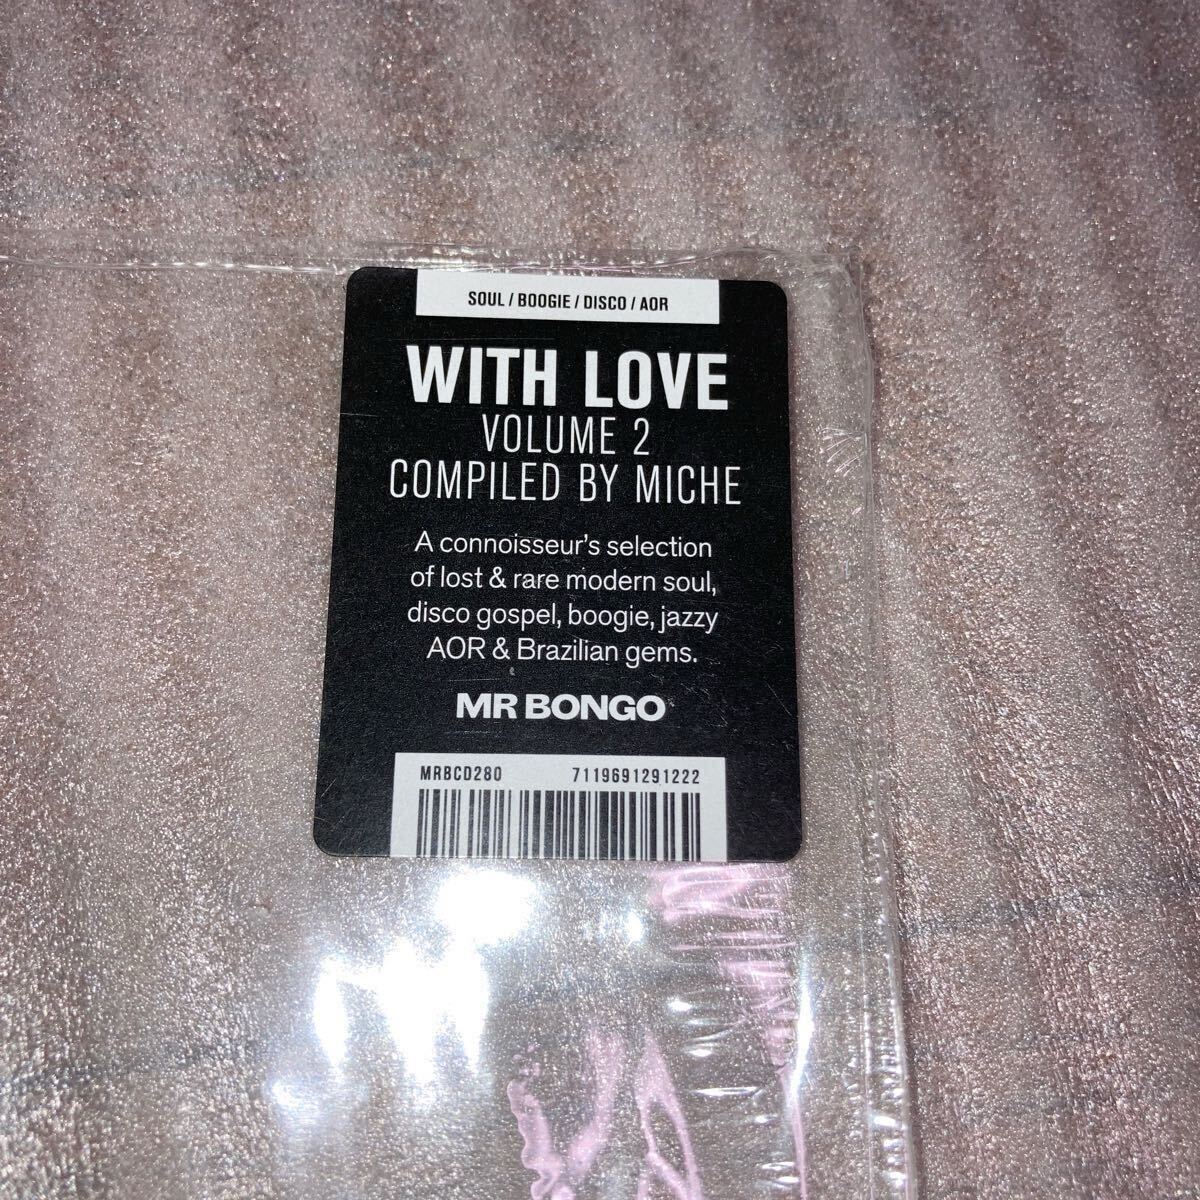 SOUL / BOOGIE / DISCO / AOR
WITH LOVE
VOLUME 2
COMPILED BY MICHE
A connoisseur's selection
of lost & rare modern soul,
disco gospel, boogie, jazzy
AOR & Brazilian gems.
MR BONGO
MRBCD280 7119691291222